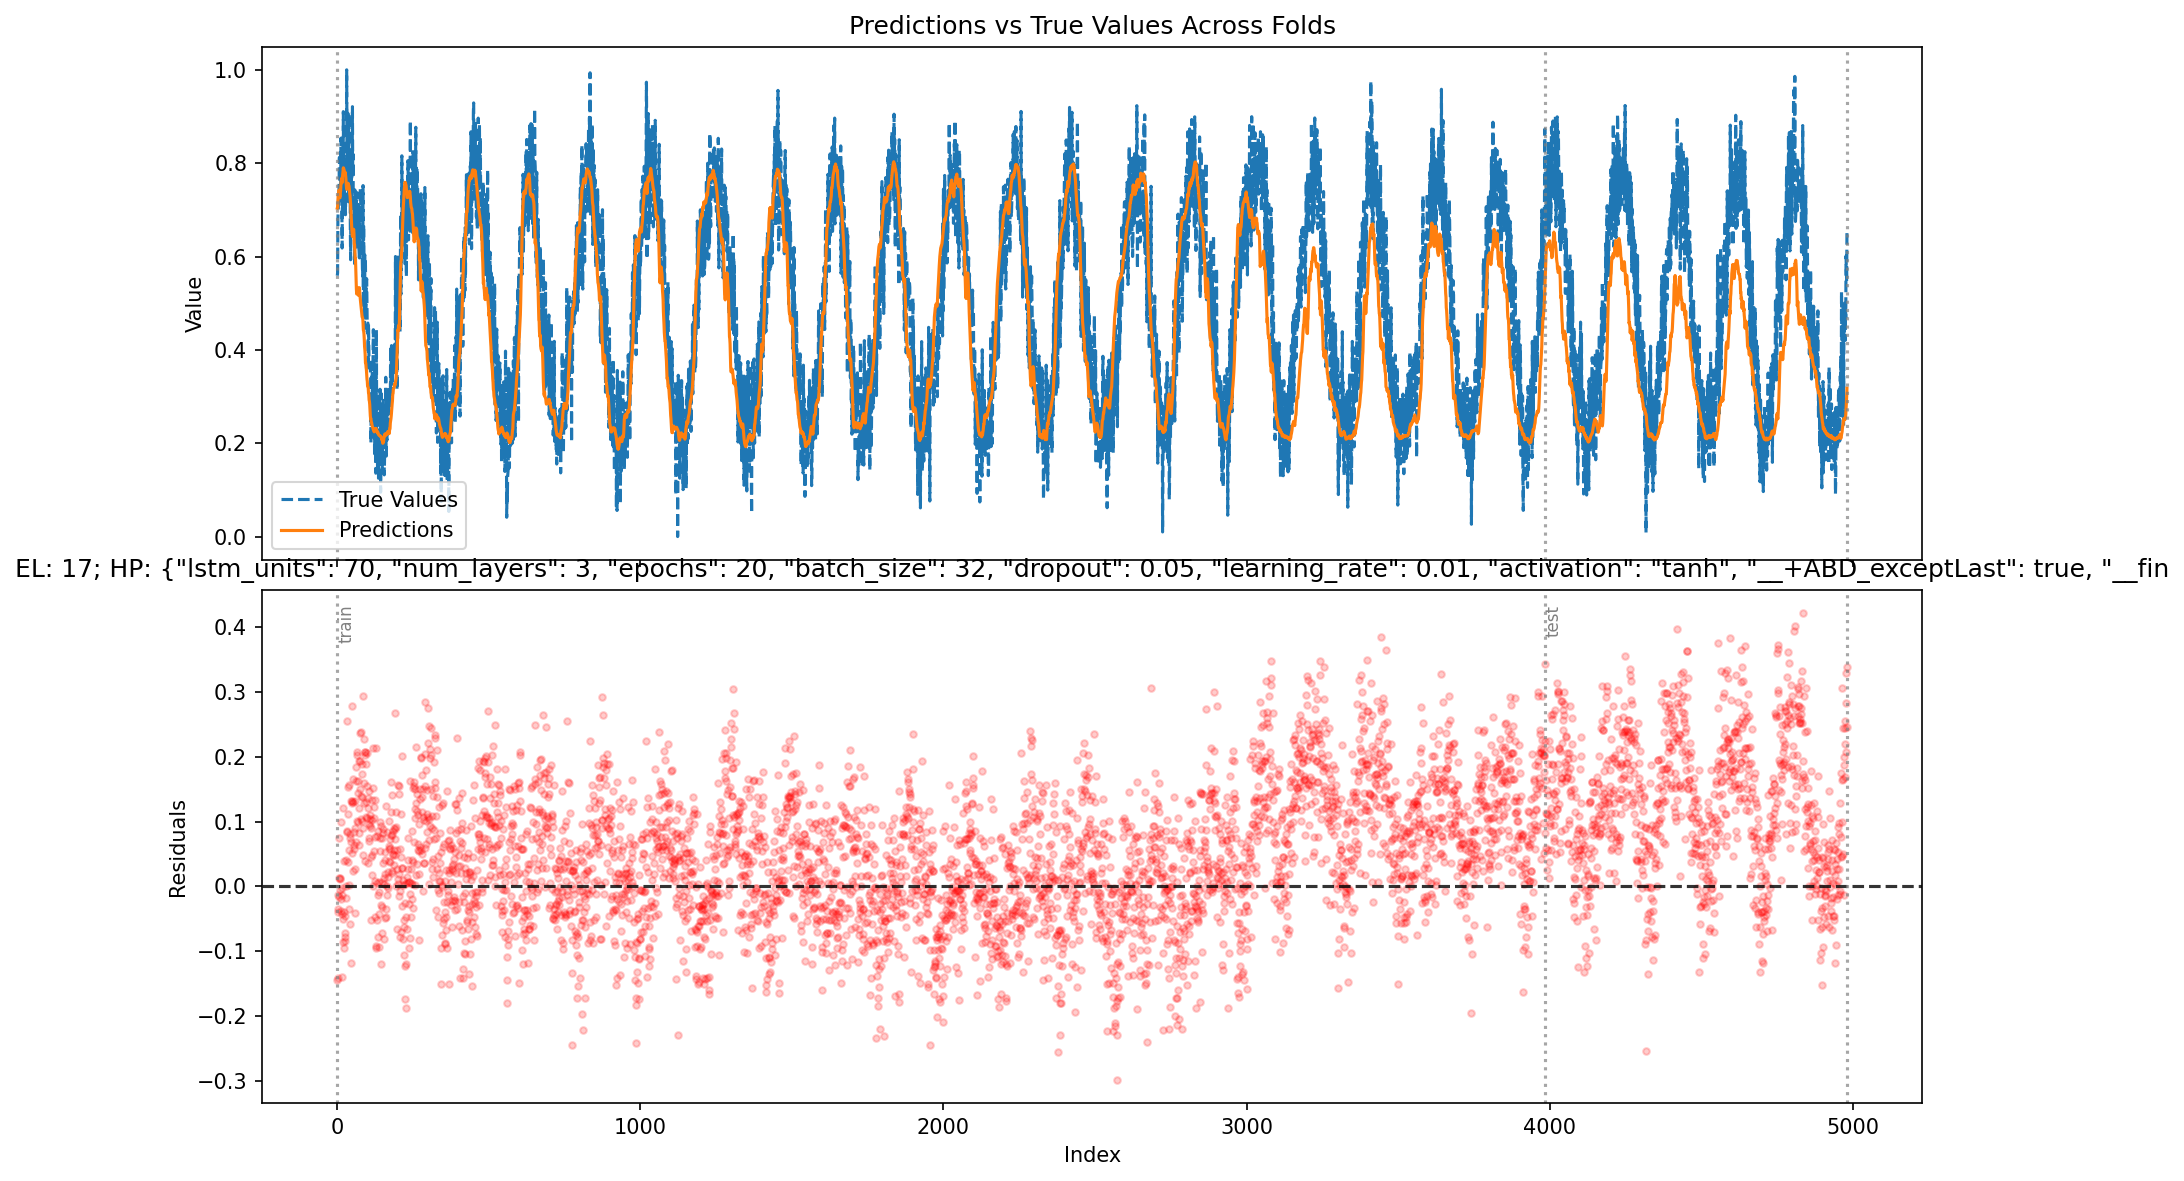 Predictions vs True Values Across Folds
1.0
0.8
0.6
0.4
0.2
0.0
Value
True Values
Predictions
EL: 17; HP: {"lstm_units": 70, "num_layers": 3, "epochs": 20, "batch_size": 32, "dropout": 0.05, "learning_rate": 0.01, "activation": "tanh", "__+ABD_exceptLast": true, "__fin
train
test
0.4
0.3
0.2
0.1
0.0
−0.1
−0.2
−0.3
Residuals
0
1000
2000
3000
4000
5000
Index